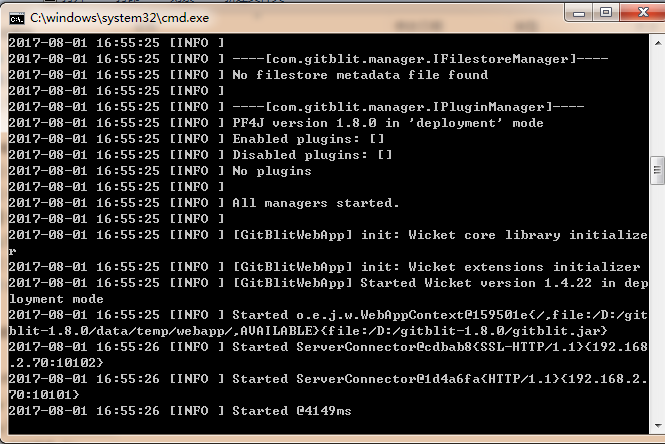 C:\windows\system32\cmd.exe
2017-08-01 16:55:25 [INFO ]
2017-08-01 16:55:25 [INFO ] ----[com.gitblit.manager.IFilestoreManager]----
2017-08-01 16:55:25 [INFO ] No filestore metadata file found
2017-08-01 16:55:25 [INFO ]
2017-08-01 16:55:25 [INFO ] ----[com.gitblit.manager.IPluginManager]----
2017-08-01 16:55:25 [INFO ] PF4J version 1.8.0 in 'deployment' mode
2017-08-01 16:55:25 [INFO ] Enabled plugins: []
2017-08-01 16:55:25 [INFO ] Disabled plugins: []
2017-08-01 16:55:25 [INFO ] No plugins
2017-08-01 16:55:25 [INFO ]
2017-08-01 16:55:25 [INFO ] All managers started.
2017-08-01 16:55:25 [INFO ]
2017-08-01 16:55:25 [INFO ] [GitBlitWebApp] init: Wicket core library initialize
r
2017-08-01 16:55:25 [INFO ] [GitBlitWebApp] init: Wicket extensions initializer
2017-08-01 16:55:25 [INFO ] [GitBlitWebApp] Started Wicket version 1.4.22 in dep
loyment mode
2017-08-01 16:55:25 [INFO ] Started o.e.j.w.WebAppContext@159501e{/,file:/D:/git
blit-1.8.0/data/temp/webapp/,AVAILABLE}{file:/D:/gitblit-1.8.0/gitblit.jar}
2017-08-01 16:55:26 [INFO ] Started ServerConnector@cdbab8{SSL-HTTP/1.1}{192.168
.2.70:10102}
2017-08-01 16:55:26 [INFO ] Started ServerConnector@1d4a6fa{HTTP/1.1}{192.168.2.
70:10101}
2017-08-01 16:55:26 [INFO ] Started @4149ms